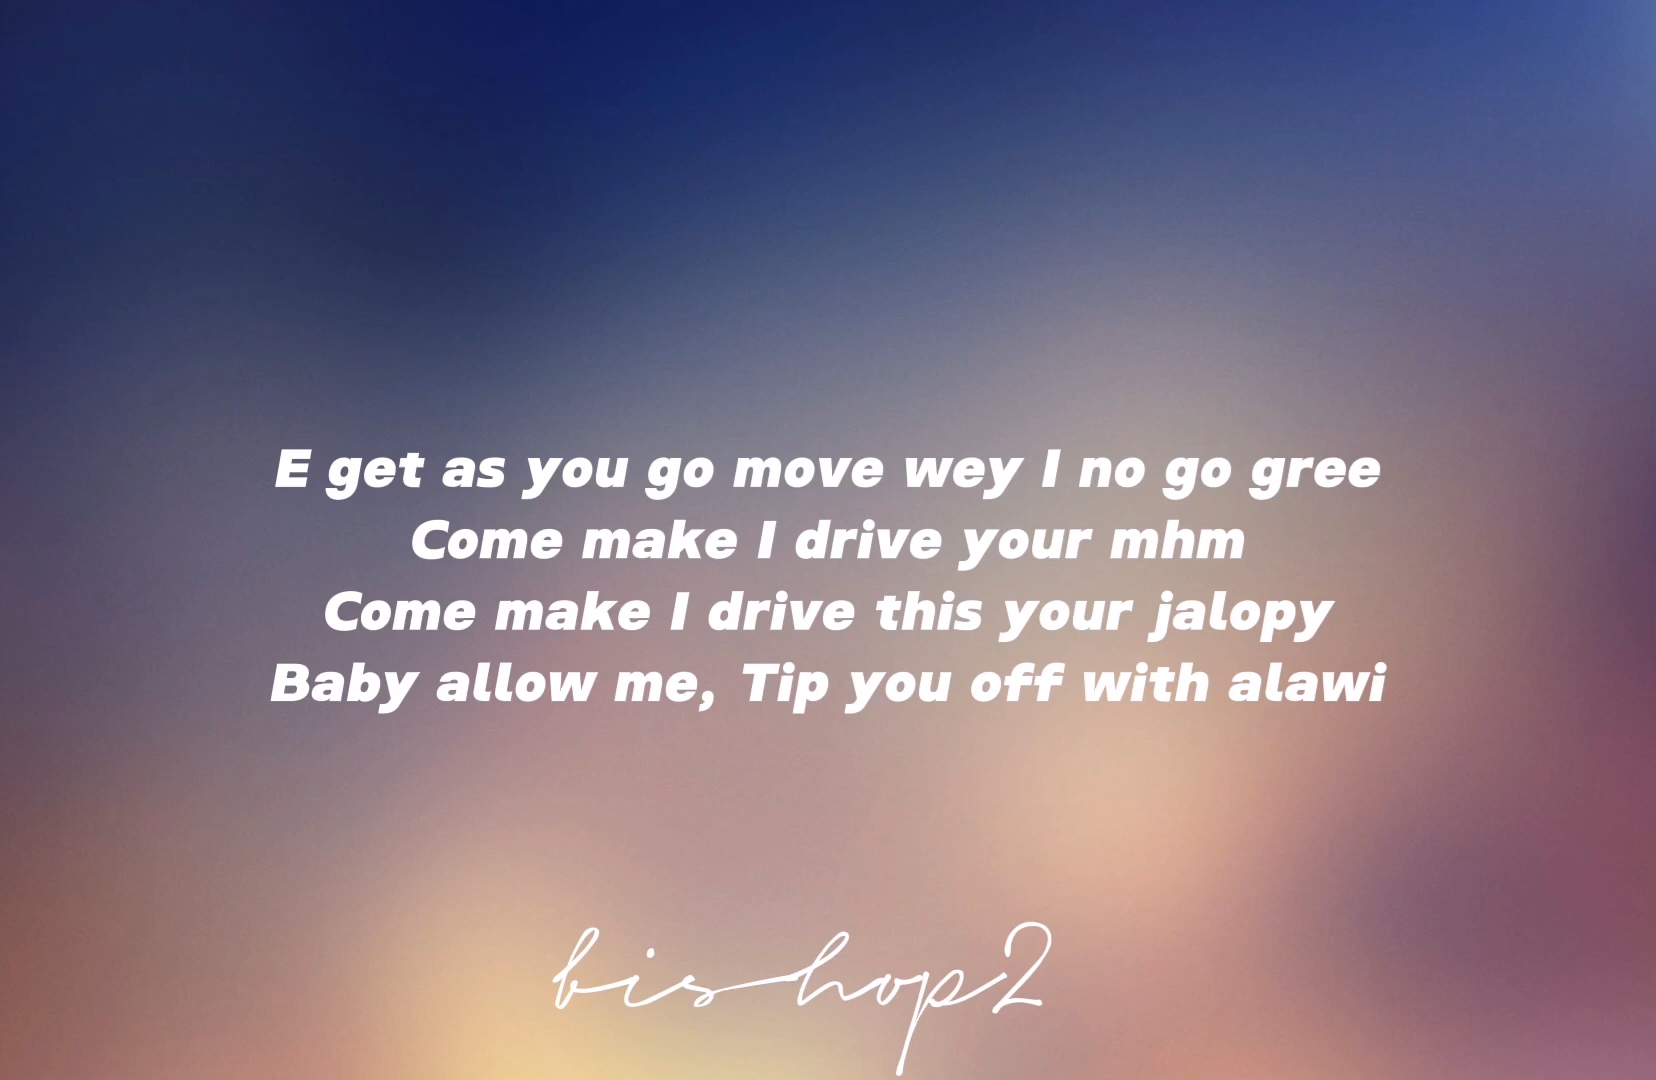 E get as you go move wey I no go gree
Come make I drive your mhm
Come make I drive this your jalopy
Baby allow me, Tip you off with alawi
bishop2